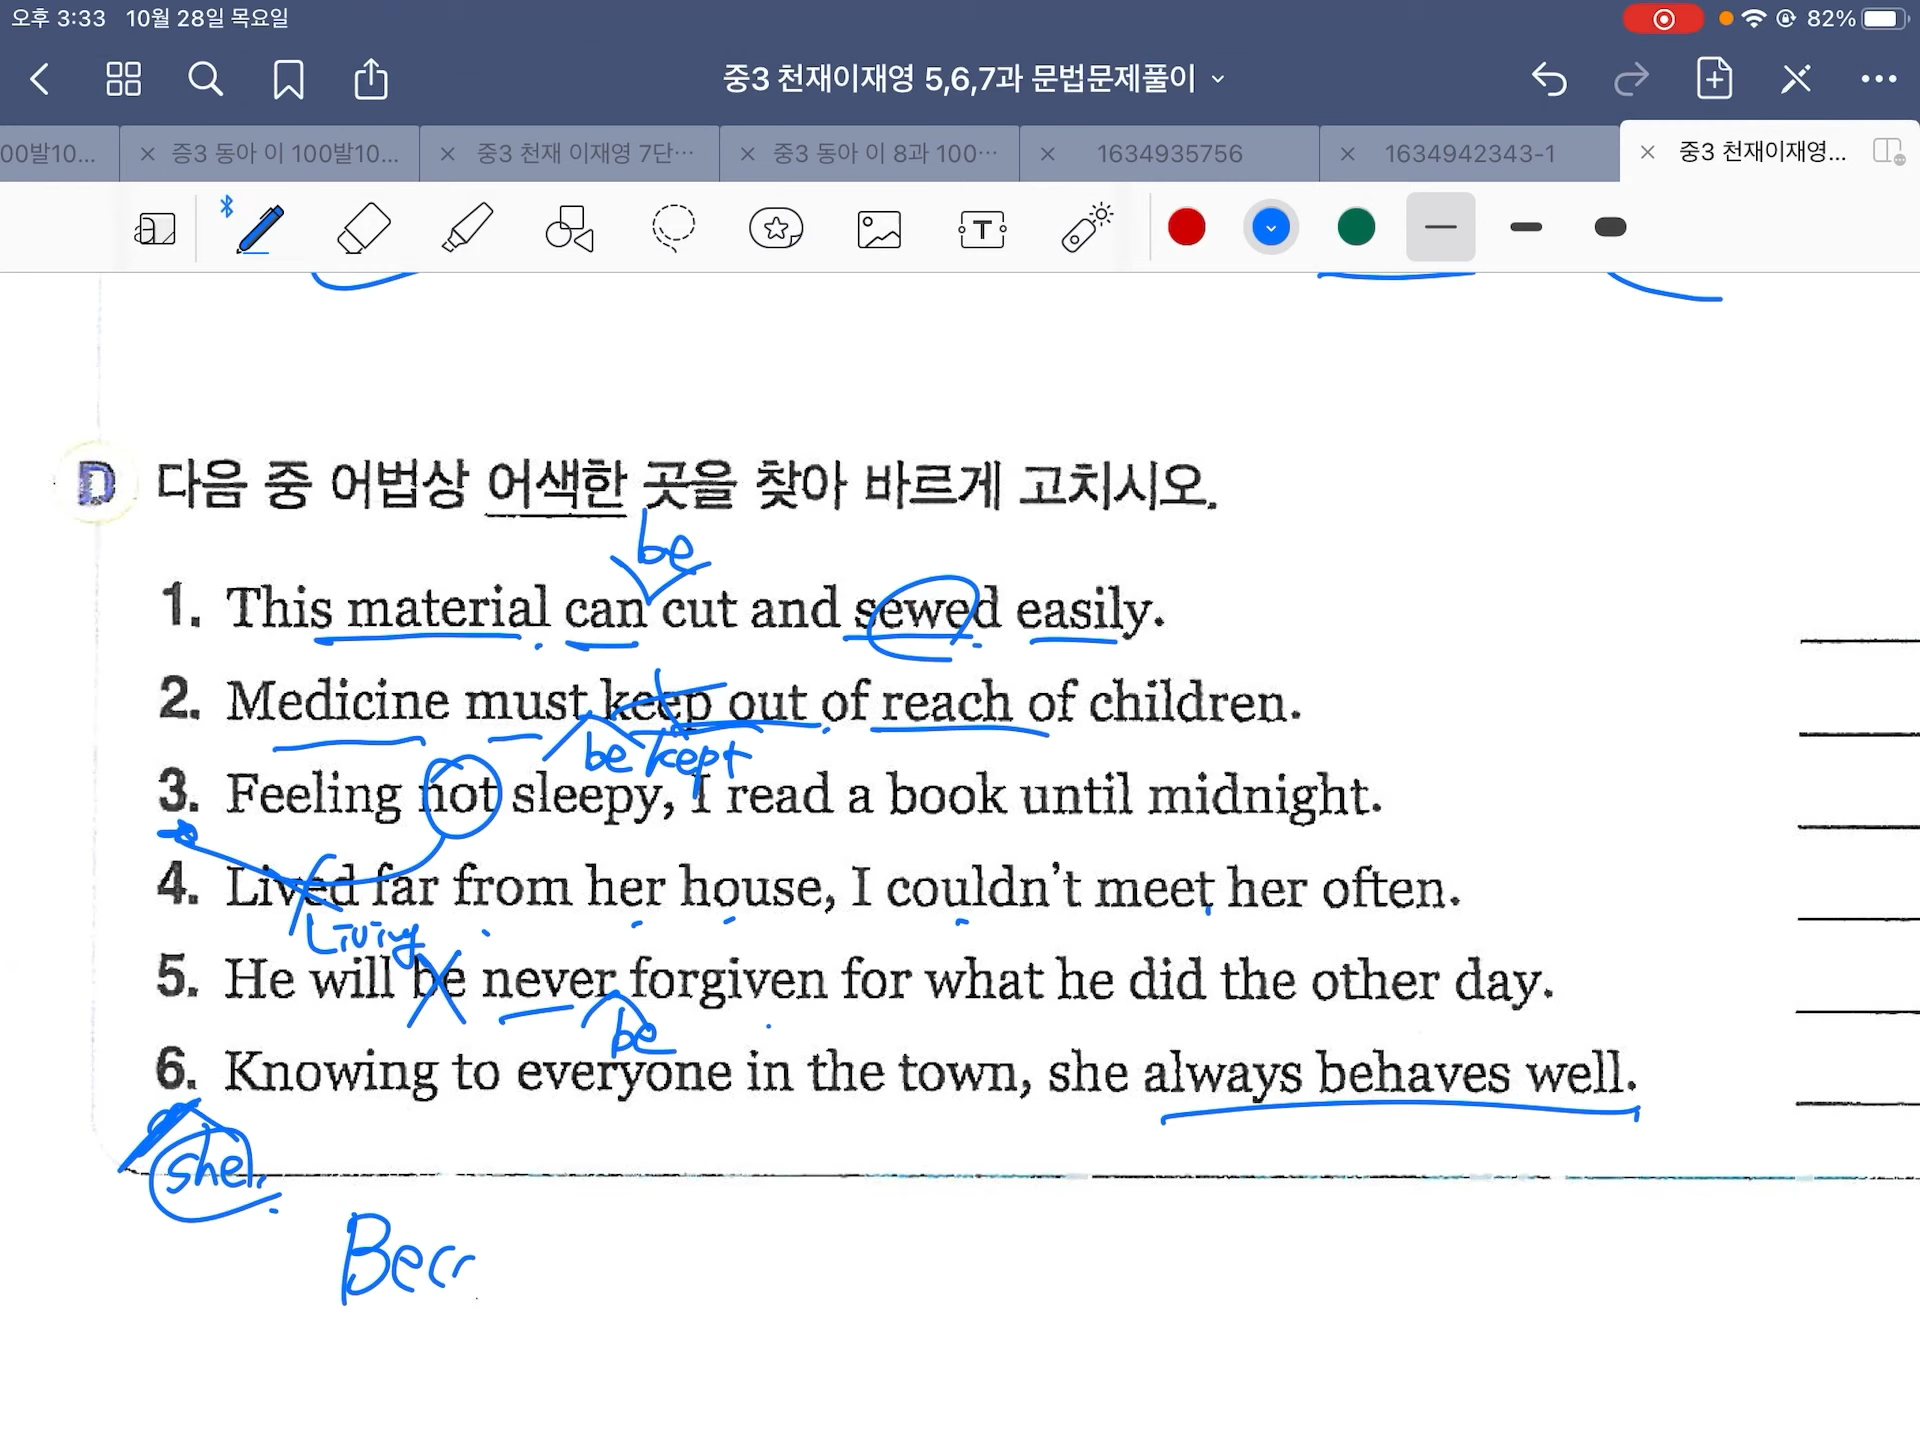 오후 3:33 10월 28일 목요일 82%
중3 천재이재영 5,6,7과 문법문제풀이
00발10... 증3 동아 이 100발10... 중3 천재 이재영 7단... 중3 동아 이 8과 100... 1634935756 1634942343-1 중3 천재이재영...
D 다음 중 어법상 어색한 곳을 찾아 바르게 고치시오.
be
1. This material can cut and sewed easily.
2. Medicine must keep out of reach of children.
be kept
3. Feeling not sleepy, I read a book until midnight.
4. Lived far from her house, I couldn't meet her often.
Living
5. He will be never forgiven for what he did the other day.
be
6. Knowing to everyone in the town, she always behaves well.
she